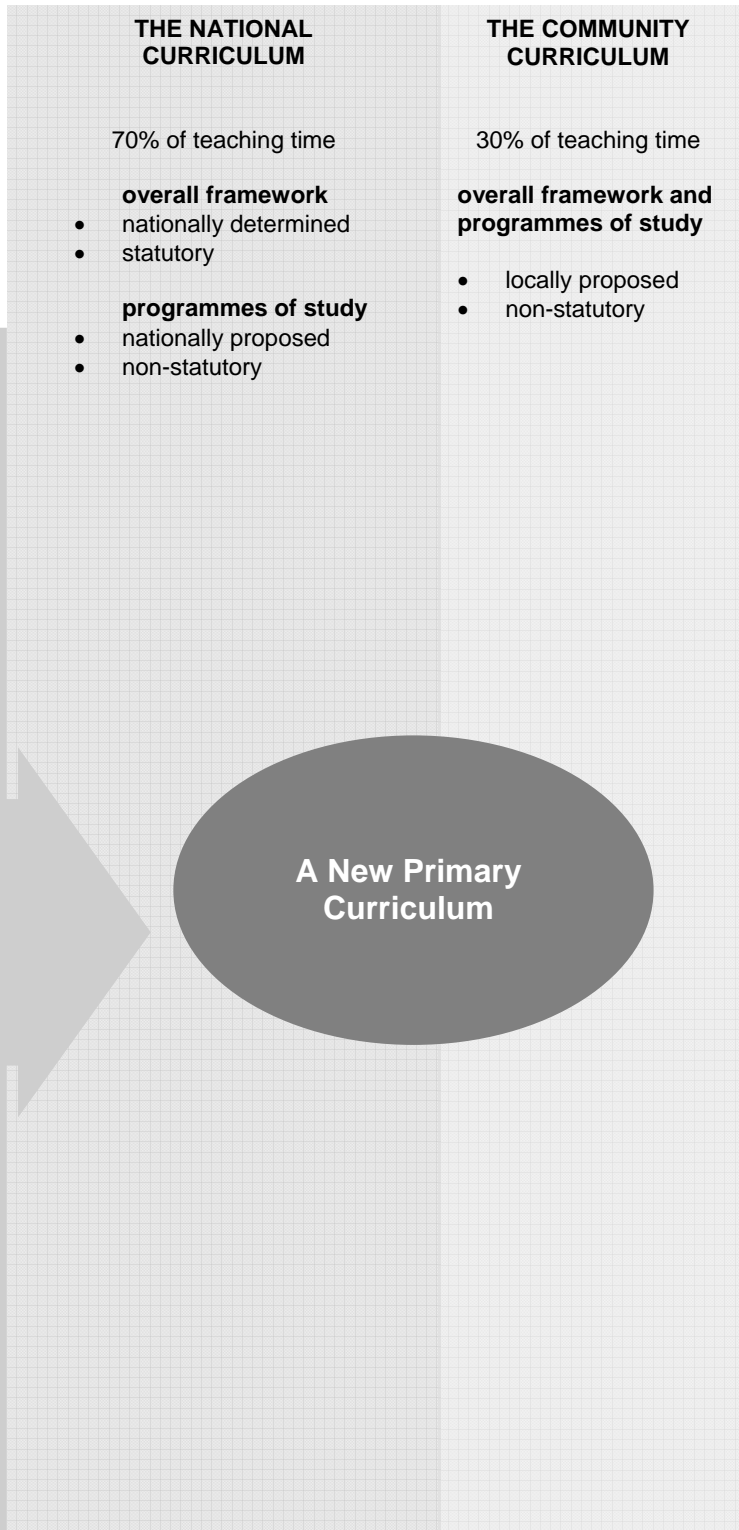 THE NATIONAL
CURRICULUM
70% of teaching time
overall framework
• nationally determined
• statutory
programmes of study
• nationally proposed
• non-statutory
THE COMMUNITY
CURRICULUM
30% of teaching time
overall framework and
programmes of study
• locally proposed
• non-statutory
A New Primary
Curriculum